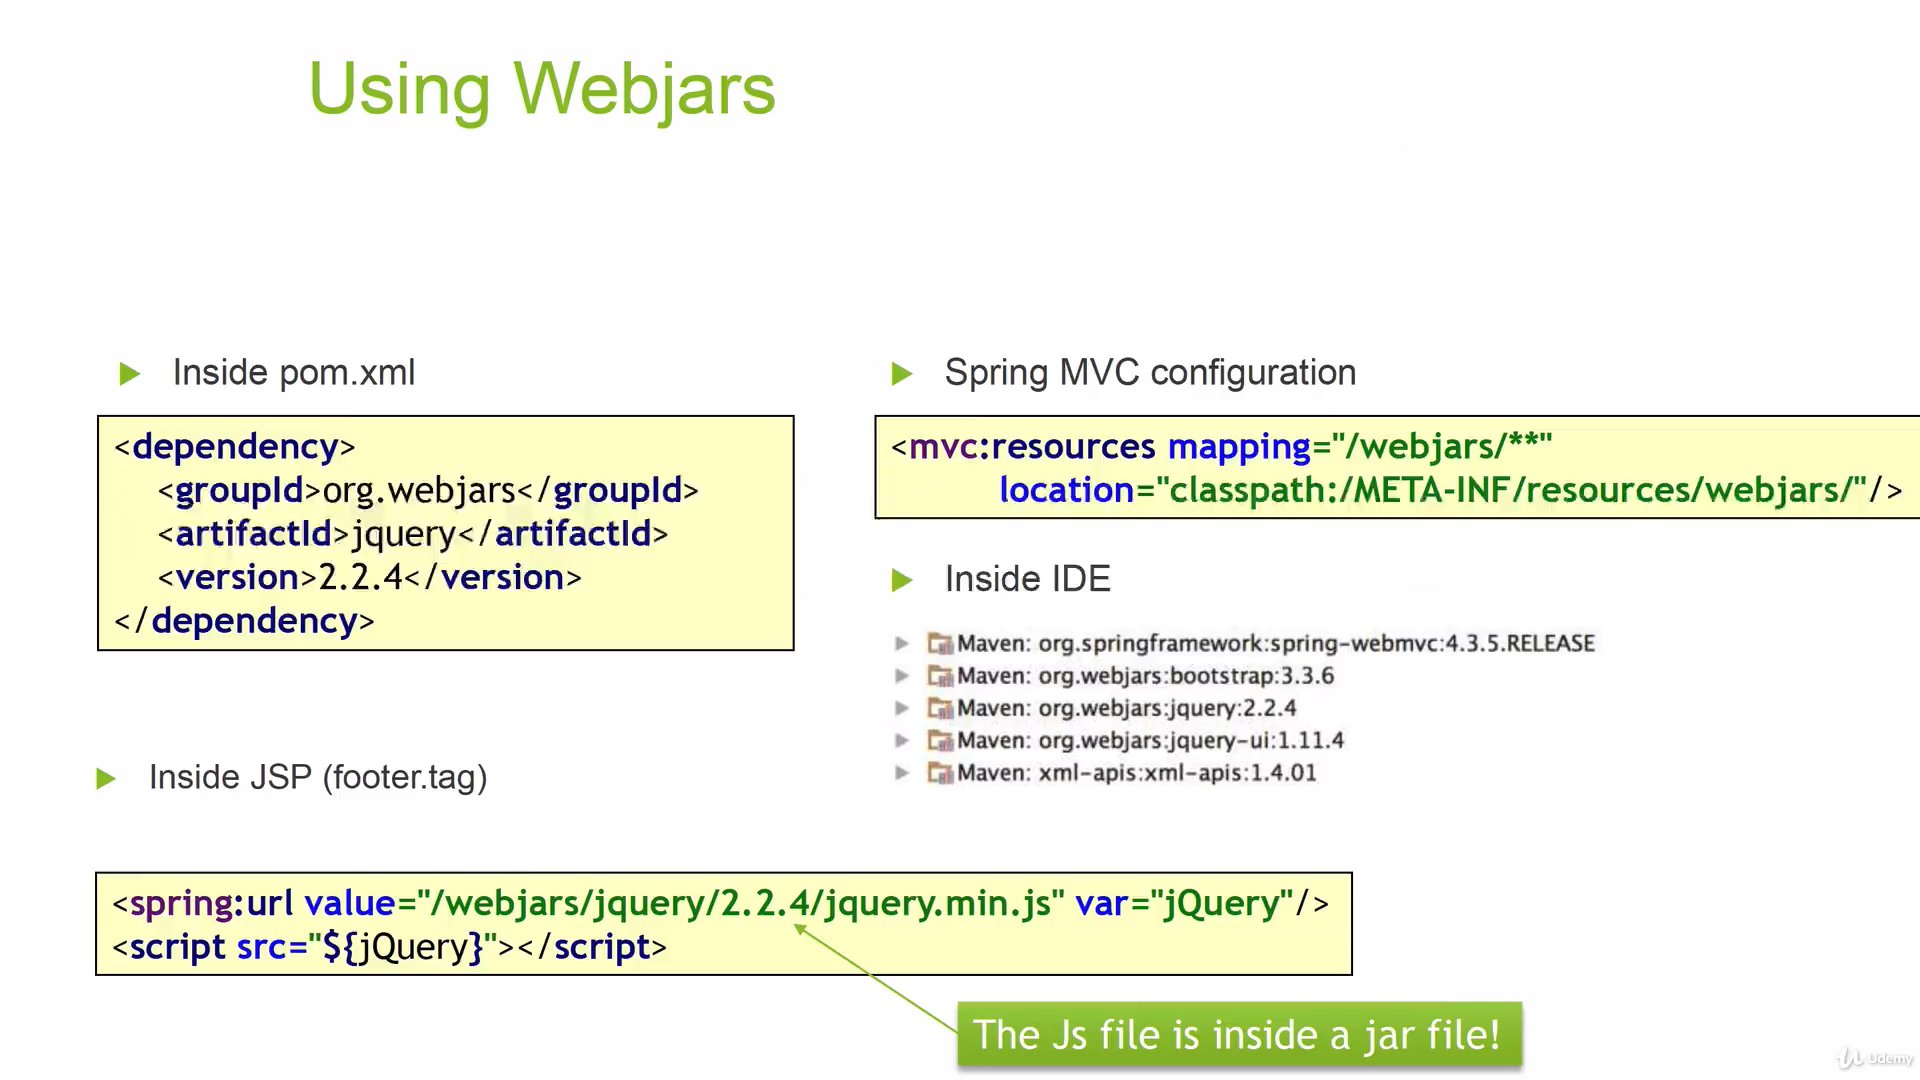 Using Webjars
Inside pom.xml
<dependency>
<groupId>org.webjars</groupId>
<artifactId>jquery</artifactId>
<version>2.2.4</version>
</dependency>
Spring MVC configuration
<mvc:resources mapping="/webjars/**"
location="classpath:/META-INF/resources/webjars/"/>
Inside IDE
Maven: org.springframework:spring-webmvc:4.3.5.RELEASE
Maven: org.webjars:bootstrap:3.3.6
Maven: org.webjars:jquery:2.2.4
Maven: org.webjars:jquery-ui:1.11.4
Maven: xml-apis:xml-apis:1.4.01
Inside JSP (footer.tag)
<spring:url value="/webjars/jquery/2.2.4/jquery.min.js" var="jQuery"/>
<script src="${jQuery}"></script>
The Js file is inside a jar file!
Udemy